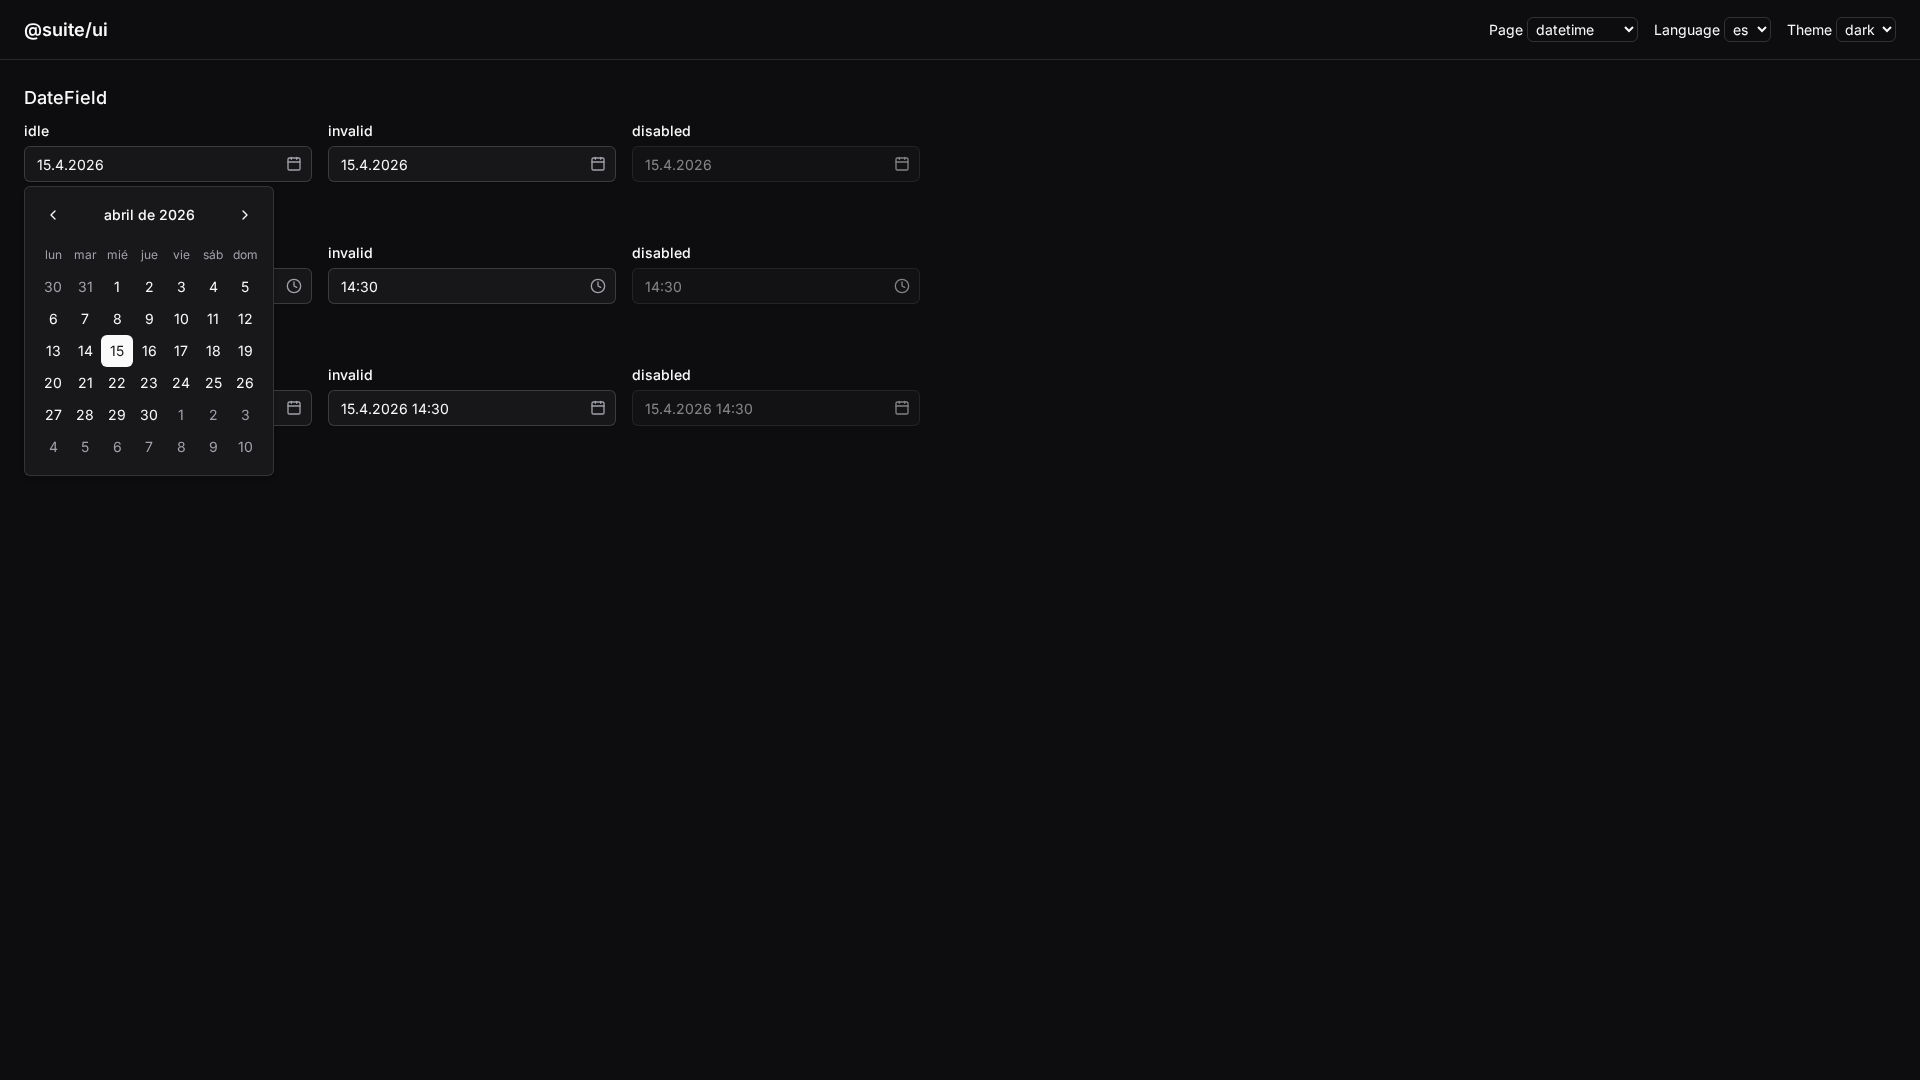 @suite/ui
Page datetime Language es Theme dark
DateField
idle invalid disabled
15.4.2026 15.4.2026 15.4.2026
abril de 2026
lun mar mié jue vie sáb dom
30 31 1 2 3 4 5
6 7 8 9 10 11 12
13 14 15 16 17 18 19
20 21 22 23 24 25 26
27 28 29 30 1 2 3
4 5 6 7 8 9 10
invalid disabled
14:30 14:30
invalid disabled
15.4.2026 14:30 15.4.2026 14:30